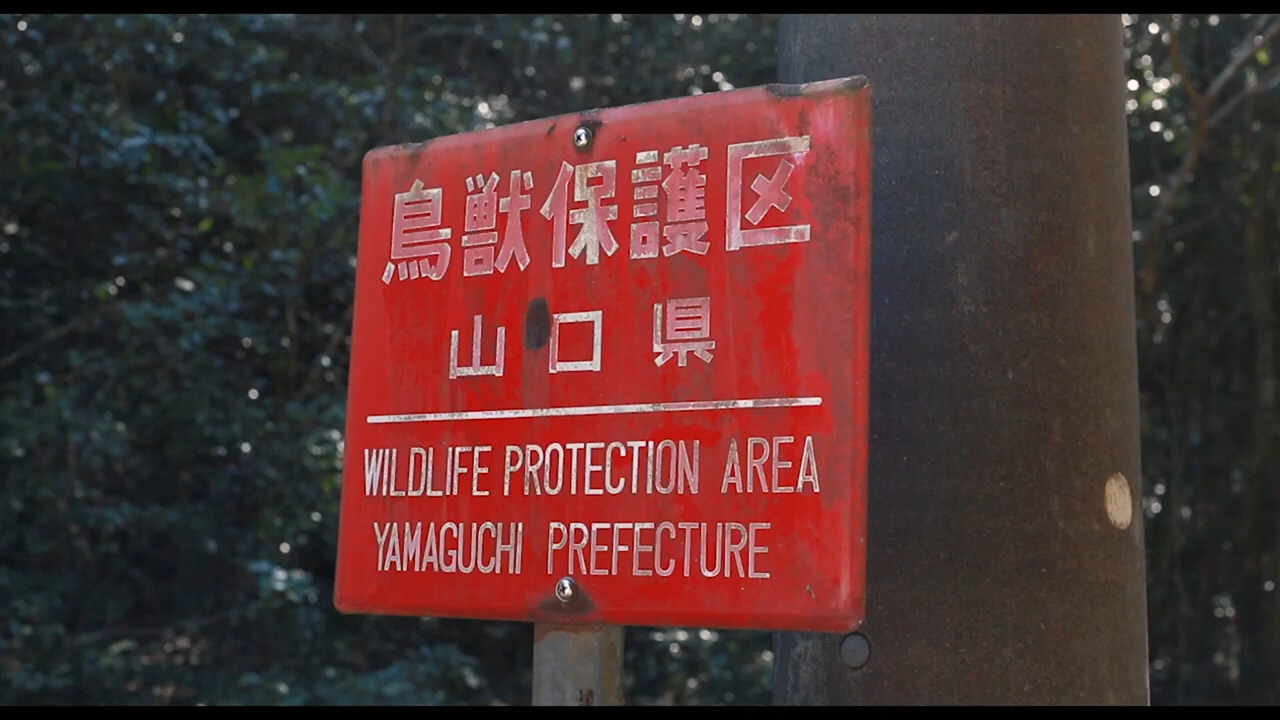 鳥獣保護区
山口県
WILDLIFE PROTECTION AREA
YAMAGUCHI PREFECTURE